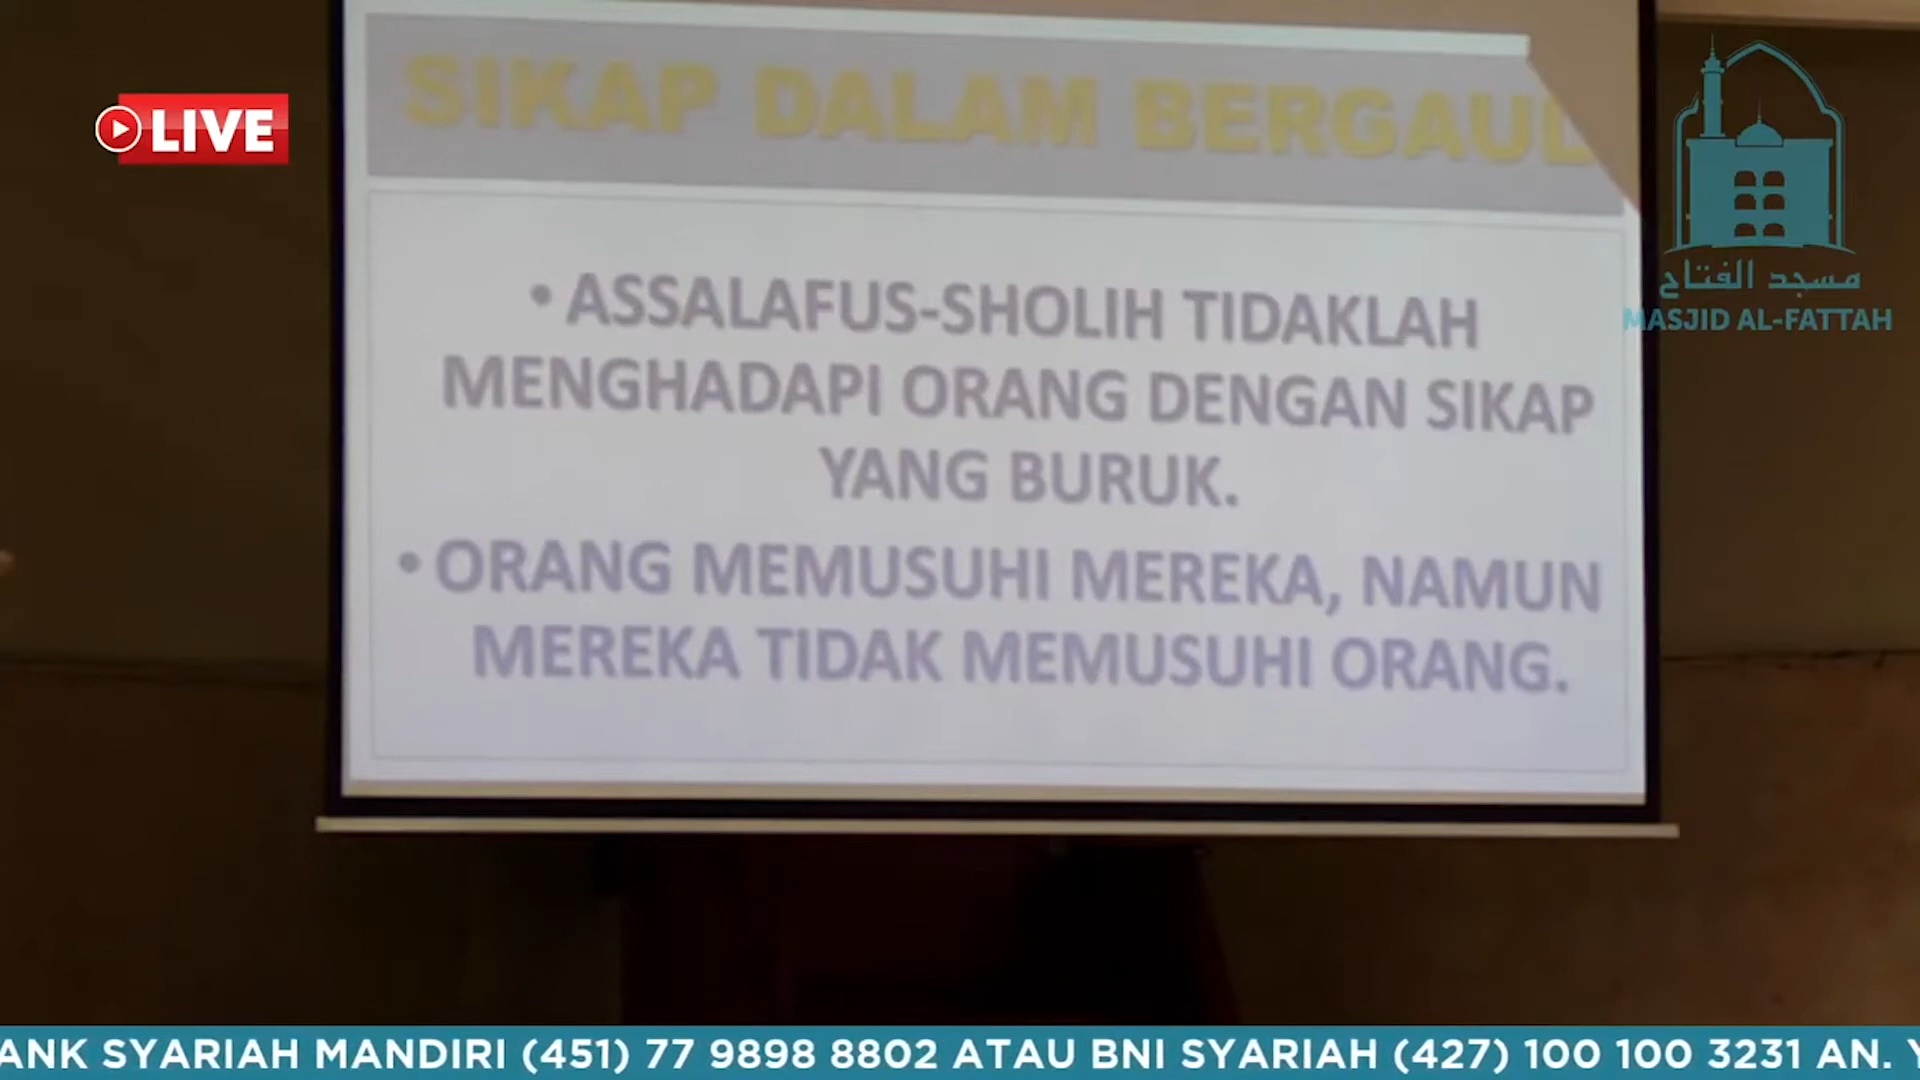 SIKAP DALAM BERGAUL
LIVE
• ASSALAFUS-SHOLIH TIDAKLAH
MENGHADAPI ORANG DENGAN SIKAP
YANG BURUK.
• ORANG MEMUSUHI MEREKA, NAMUN
MEREKA TIDAK MEMUSUHI ORANG.
مسجد الفتاح
MASJID AL-FATTAH
ANK SYARIAH MANDIRI (451) 77 9898 8802 ATAU BNI SYARIAH (427) 100 100 3231 AN. Y